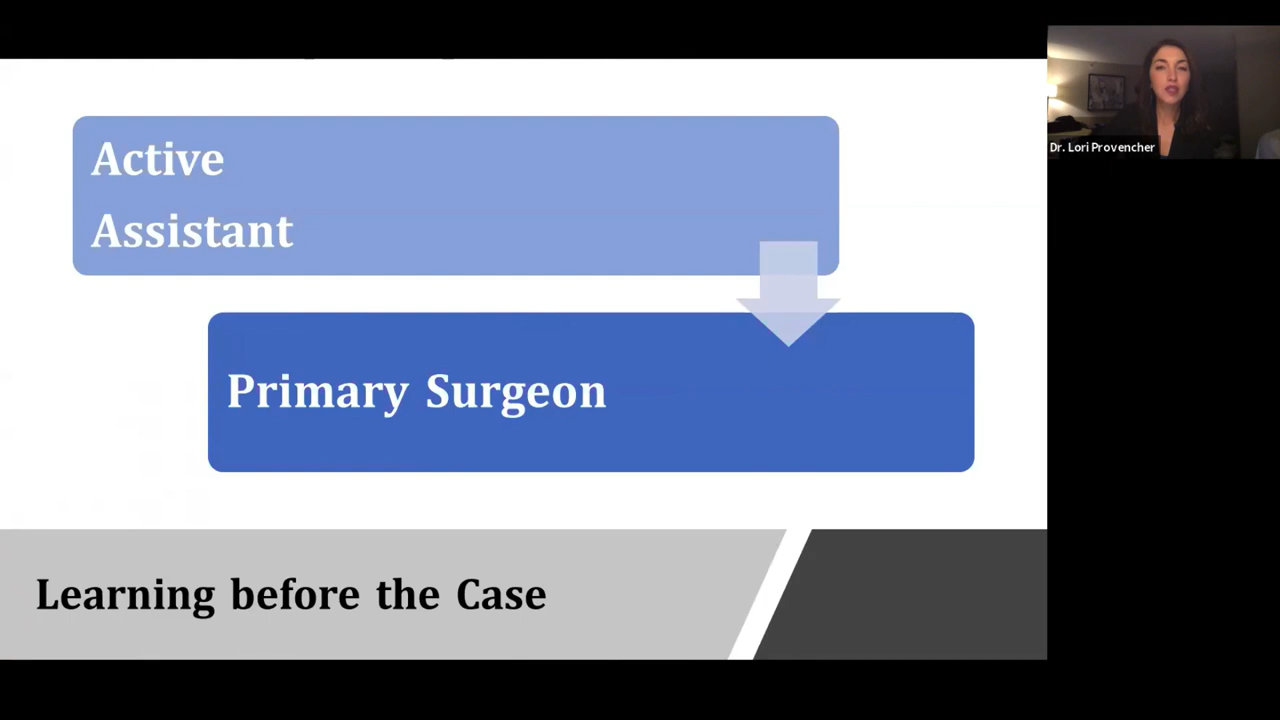 Active
Assistant
Primary Surgeon
Learning before the Case
Dr. Lori Provencher